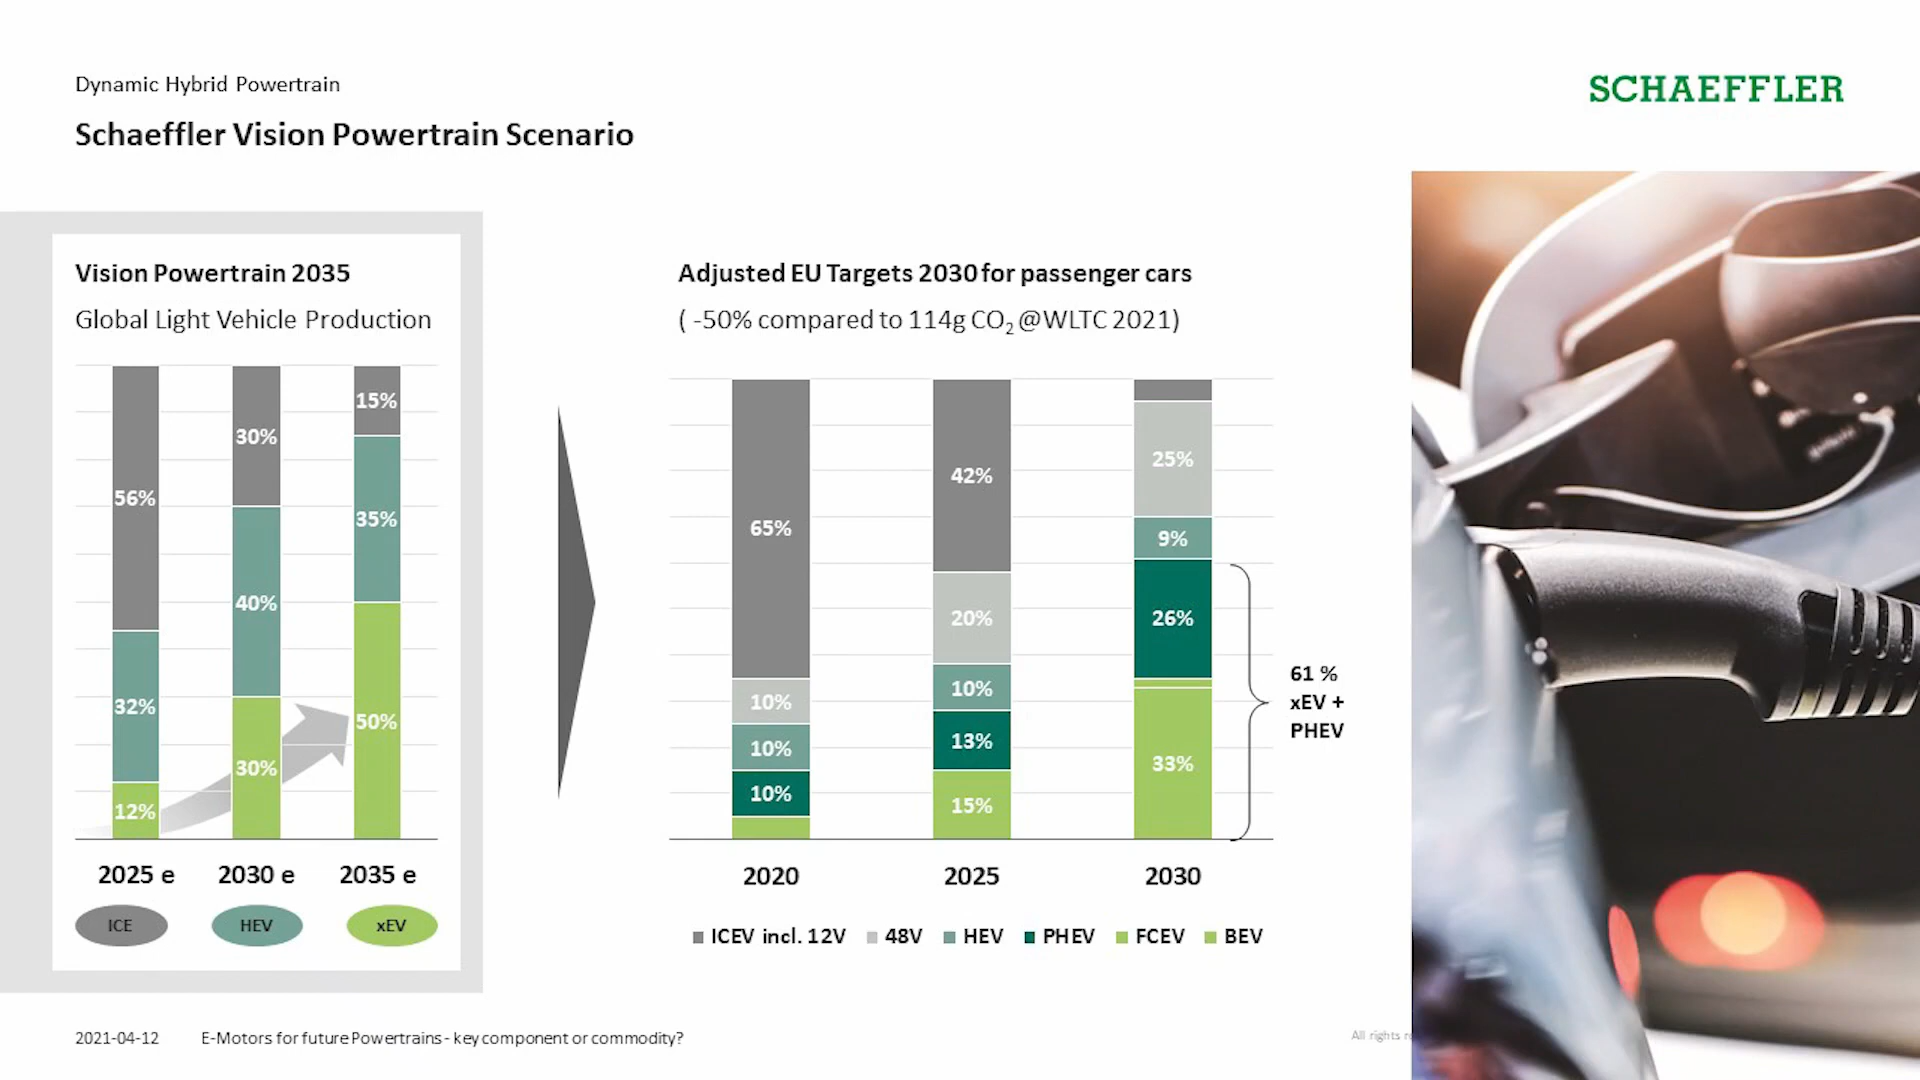 Dynamic Hybrid Powertrain
SCHAEFFLER
Schaeffler Vision Powertrain Scenario
Vision Powertrain 2035
Global Light Vehicle Production
56%
32%
12%
30%
40%
30%
15%
35%
50%
2025 e
2030 e
2035 e
ICE
HEV
xEV
Adjusted EU Targets 2030 for passenger cars
( -50% compared to 114g CO₂ @WLTC 2021)
65%
10%
10%
10%
42%
20%
10%
13%
15%
25%
9%
26%
33%
61 %
xEV +
PHEV
2020
2025
2030
ICEV incl. 12V
48V
HEV
PHEV
FCEV
BEV
2021-04-12
E-Motors for future Powertrains - key component or commodity?
All rights